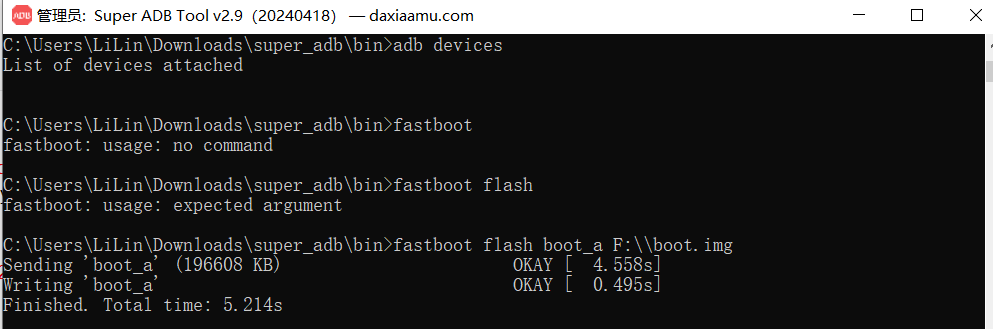 ADB 管理员: Super ADB Tool v2.9（20240418） — daxiaamu.com
C:\Users\LiLin\Downloads\super_adb\bin>adb devices
List of devices attached
C:\Users\LiLin\Downloads\super_adb\bin>fastboot
fastboot: usage: no command
C:\Users\LiLin\Downloads\super_adb\bin>fastboot flash
fastboot: usage: expected argument
C:\Users\LiLin\Downloads\super_adb\bin>fastboot flash boot_a F:\\boot.img
Sending 'boot_a' (196608 KB) OKAY [ 4.558s]
Writing 'boot_a' OKAY [ 0.495s]
Finished. Total time: 5.214s